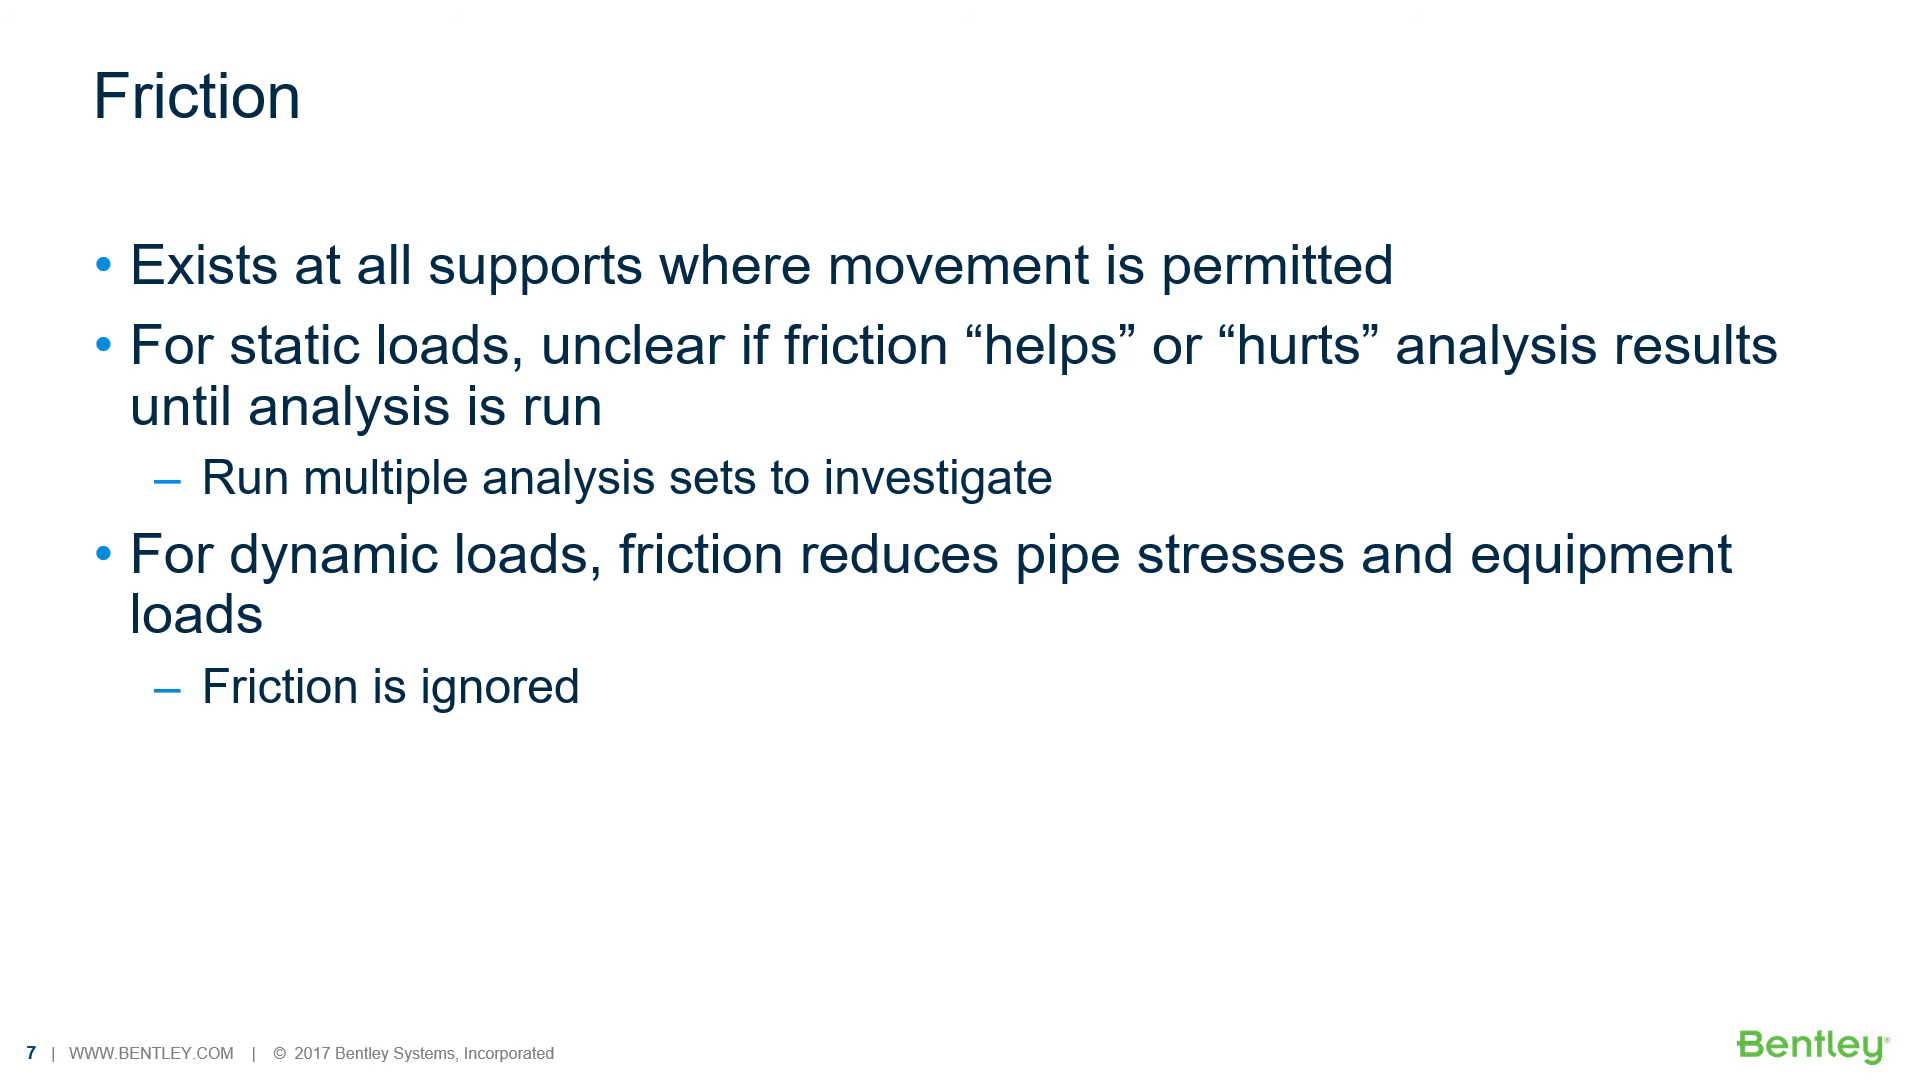 Friction
• Exists at all supports where movement is permitted
• For static loads, unclear if friction “helps” or “hurts” analysis results
until analysis is run
– Run multiple analysis sets to investigate
• For dynamic loads, friction reduces pipe stresses and equipment
loads
– Friction is ignored
7 | WWW.BENTLEY.COM | © 2017 Bentley Systems, Incorporated
Bentley®